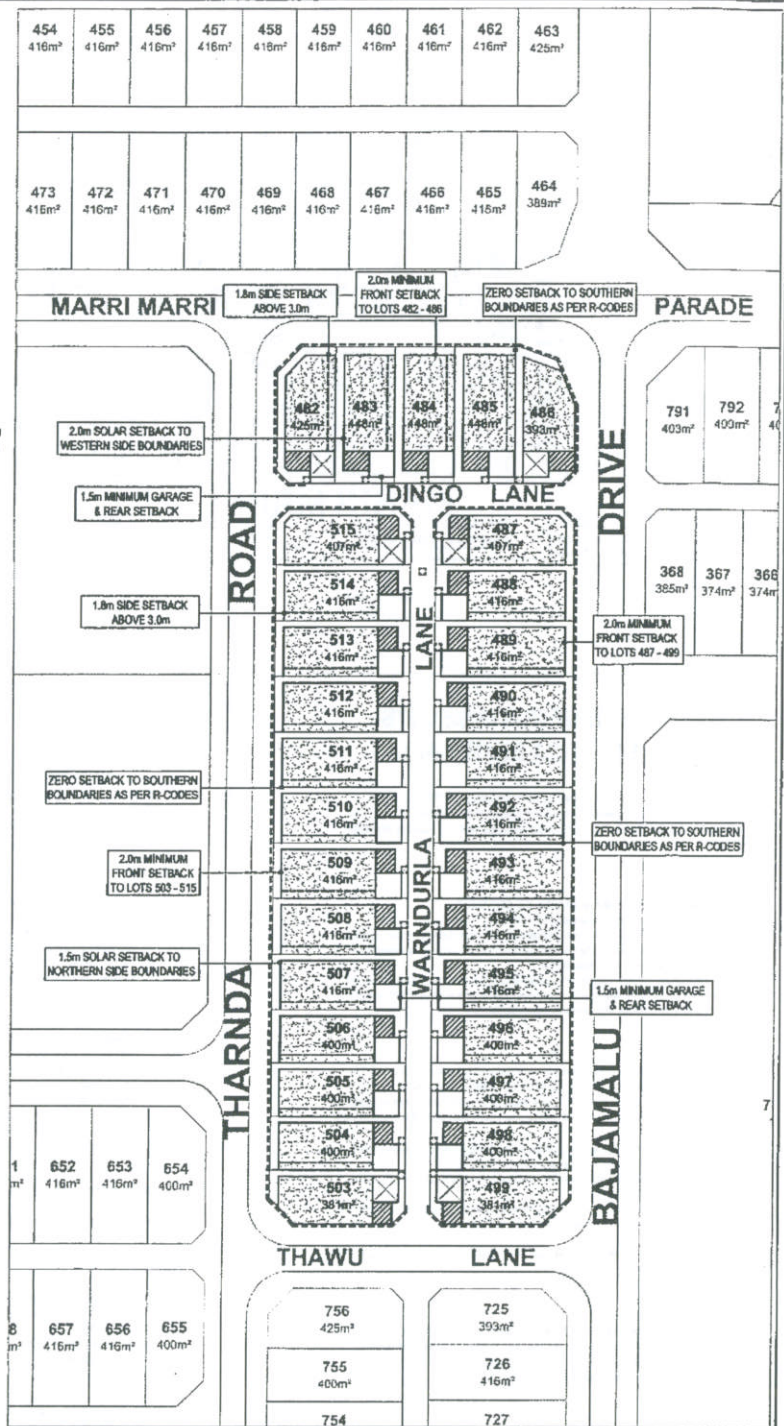 454 455 456 457 458 459 460 461 462 463
416m² 416m² 416m² 416m² 416m² 416m² 416m² 416m² 416m² 425m²
473 472 471 470 469 468 467 466 465 464
416m² 416m² 416m² 416m² 416m² 416m² 416m² 416m² 416m² 389m²
1.8m SIDE SETBACK
ABOVE 3.0m
2.0m MINIMUM
FRONT SETBACK
TO LOTS 482 - 486
ZERO SETBACK TO SOUTHERN
BOUNDARIES AS PER R-CODES
MARRI MARRI PARADE
482 483 484 485 486
425m² 448m² 448m² 448m² 393m²
791 792
403m² 400m²
2.0m SOLAR SETBACK TO
WESTERN SIDE BOUNDARIES
1.5m MINIMUM GARAGE
& REAR SETBACK
DINGO LANE
ROAD
DRIVE
515 487
407m² 407m²
368 367 366
385m² 374m² 374m
514 488
416m² 416m²
1.8m SIDE SETBACK
ABOVE 3.0m
LANE
513 489
416m² 416m²
2.0m MINIMUM
FRONT SETBACK
TO LOTS 487 - 499
512 490
416m² 416m²
511 491
416m² 416m²
ZERO SETBACK TO SOUTHERN
BOUNDARIES AS PER R-CODES
510 492
416m² 416m²
ZERO SETBACK TO SOUTHERN
BOUNDARIES AS PER R-CODES
2.0m MINIMUM
FRONT SETBACK
TO LOTS 503 - 515
509 493
416m² 416m²
WARNDURLA
508 494
416m² 416m²
1.5m SOLAR SETBACK TO
NORTHERN SIDE BOUNDARIES
507 495
416m² 416m²
1.5m MINIMUM GARAGE
& REAR SETBACK
THARNDA
506 496
400m² 400m²
BAJAMALU
505 497
400m² 400m²
504 498
400m² 400m²
503 499
381m² 381m²
1 652 653 654
m² 416m² 416m² 400m²
7
THAWU LANE
8 657 656 655
m² 416m² 416m² 400m²
756 725
425m² 393m²
755 726
400m² 416m²
754 727